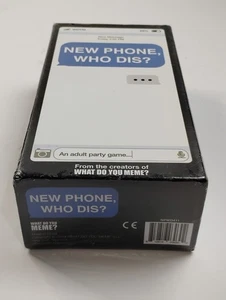 NEW PHONE,
WHO DIS?
An adult party game...
From the creators of
WHAT DO YOU MEME?
NEW PHONE,
WHO DIS?
WHAT DO YOU
MEME?
CE